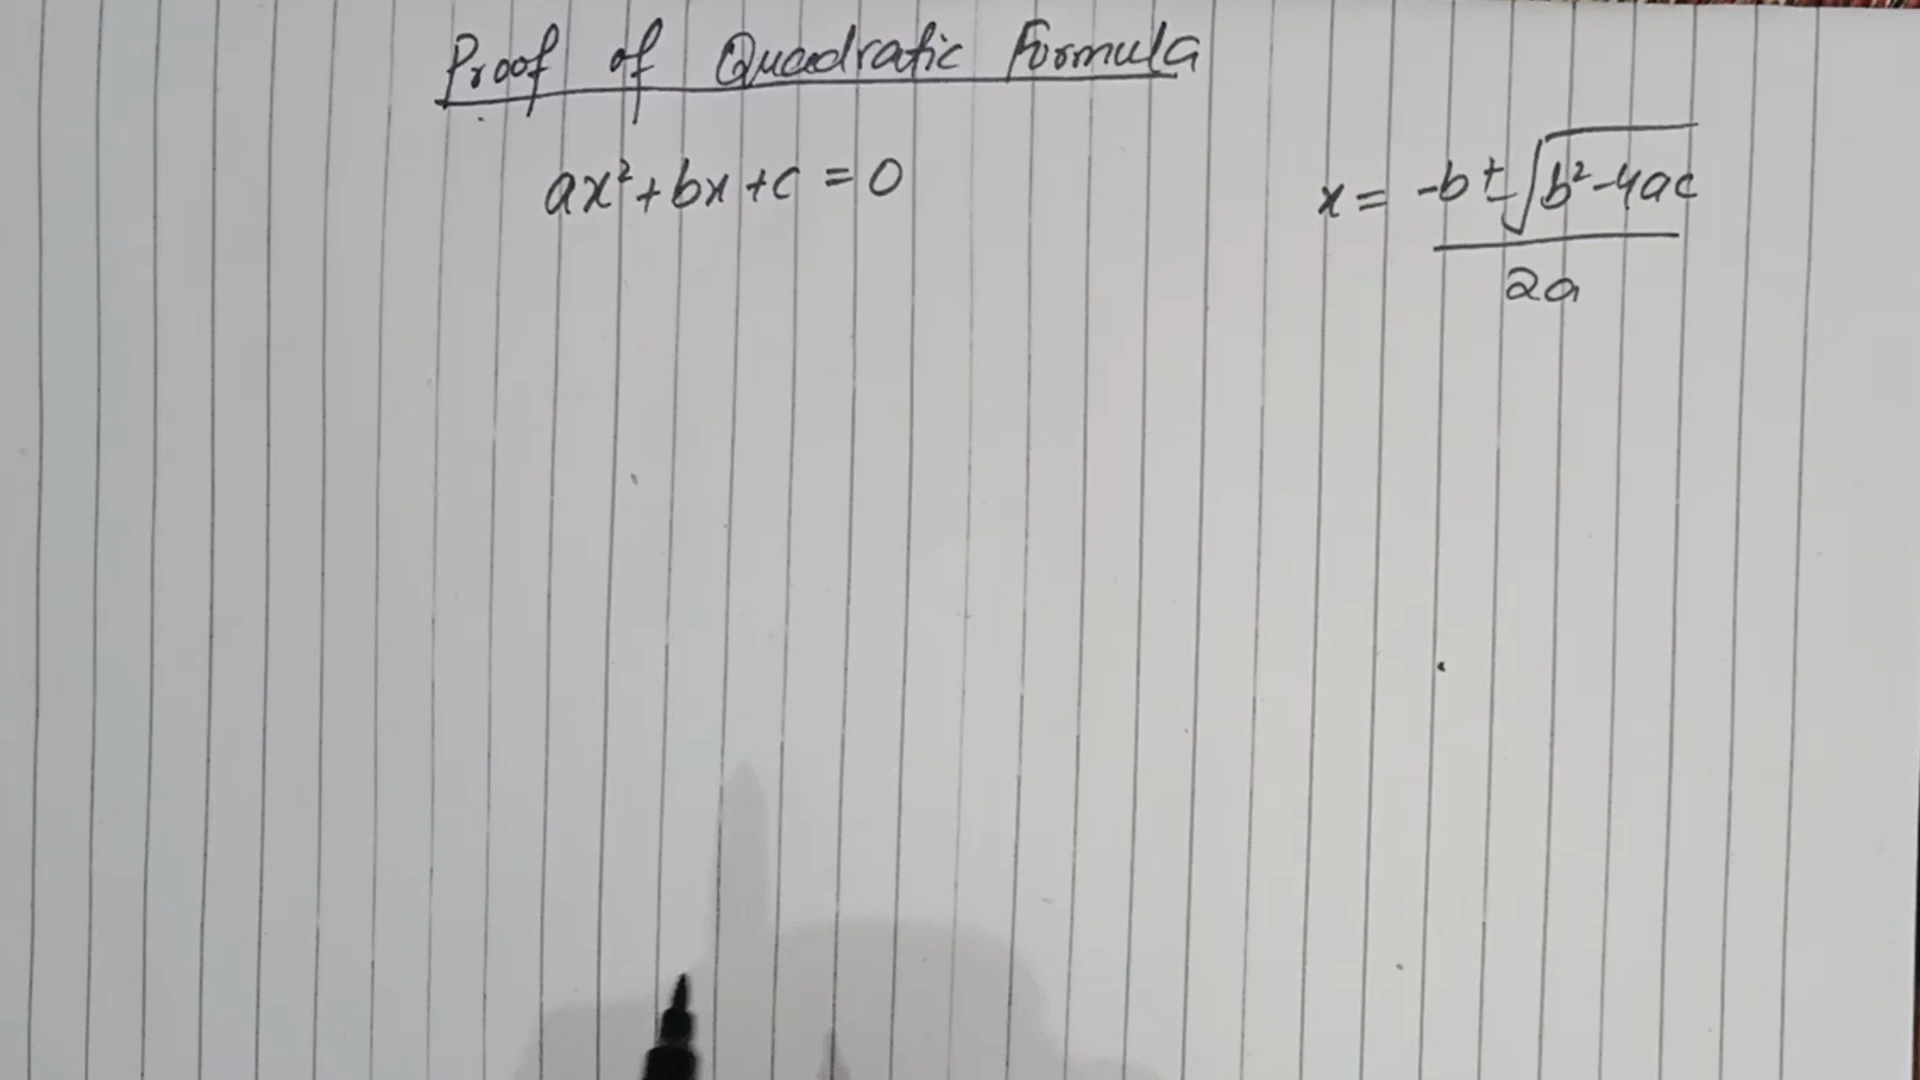 Proof of Quadratic Formula
ax²+bx+c = 0
x = -b ± √b²-4ac
2a